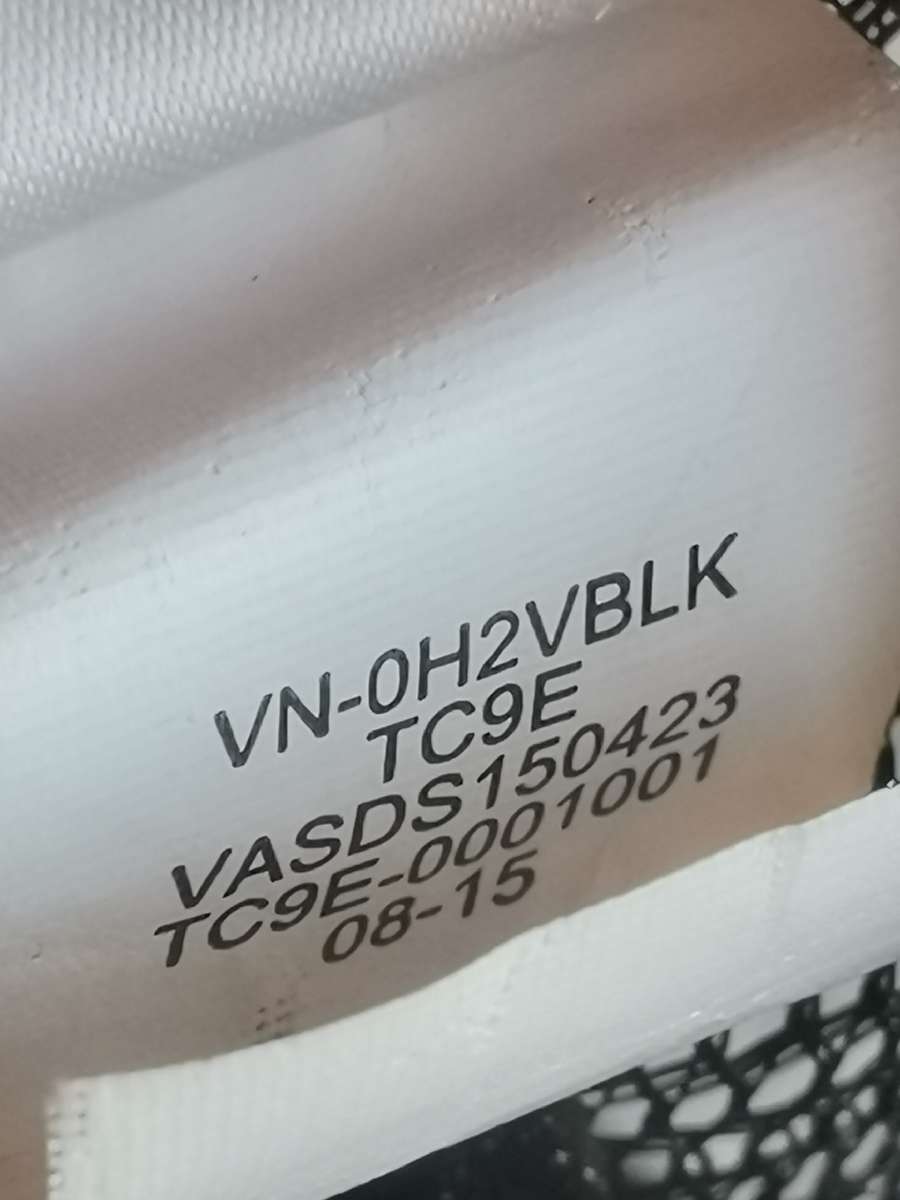 VN-0H2VBLK
TC9E
VASDS150423
TC9E-0001001
08-15